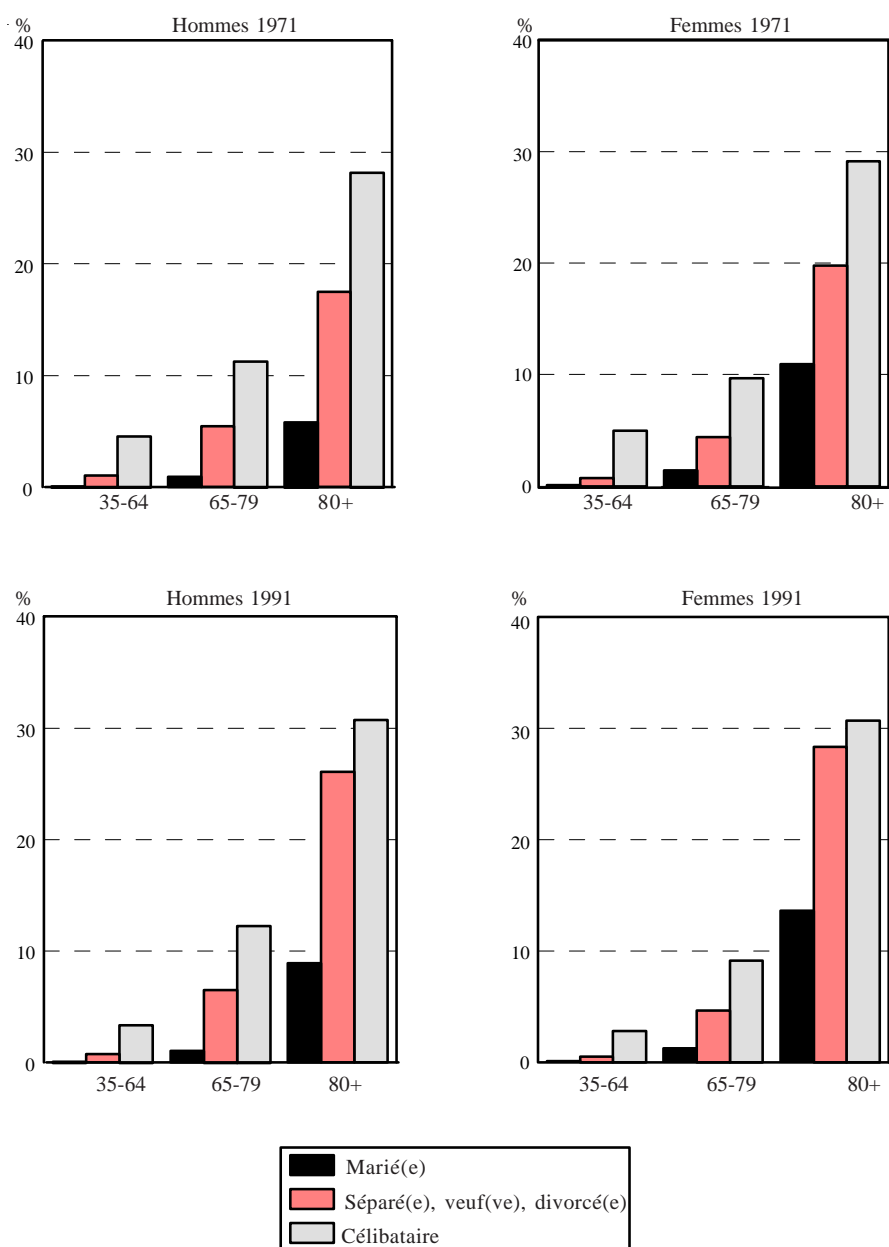 % Hommes 1971
40
30
20
10
0
35-64 65-79 80+
% Femmes 1971
40
30
20
10
0
35-64 65-79 80+
% Hommes 1991
40
30
20
10
0
35-64 65-79 80+
% Femmes 1991
40
30
20
10
0
35-64 65-79 80+
Marié(e)
Séparé(e), veuf(ve), divorcé(e)
Célibataire